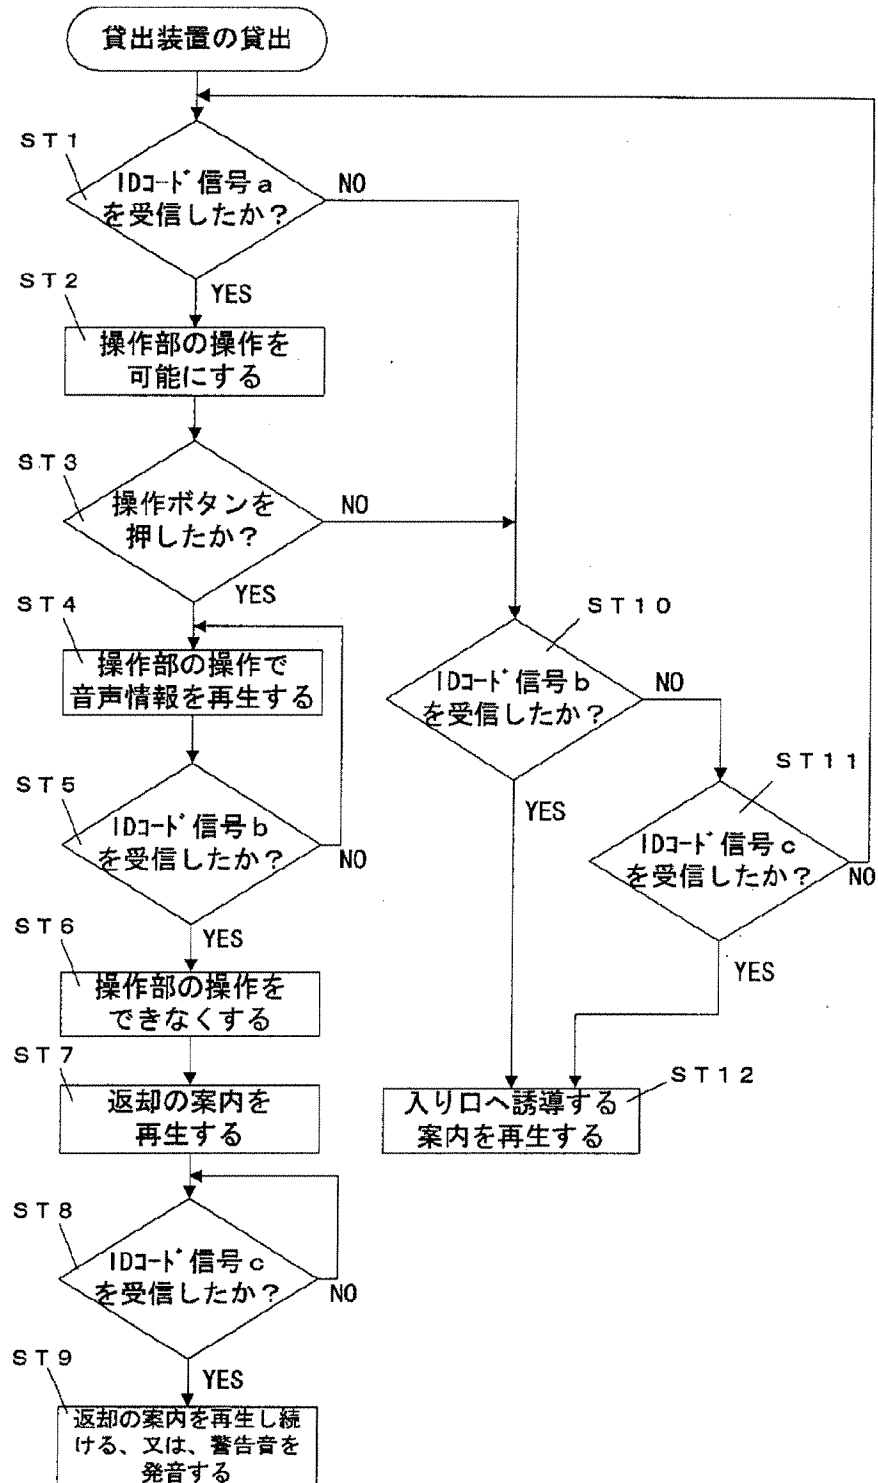 貸出装置の貸出
ST1
IDコード信号a
を受信したか?
NO
YES
ST2
操作部の操作を
可能にする
ST3
操作ボタンを
押したか?
NO
YES
ST4
操作部の操作で
音声情報を再生する
ST5
IDコード信号b
を受信したか?
NO
YES
ST6
操作部の操作を
できなくする
ST7
返却の案内を
再生する
ST8
IDコード信号c
を受信したか?
NO
YES
ST9
返却の案内を再生し続
ける、又は、警告音を
発音する
ST10
IDコード信号b
を受信したか?
NO
YES
ST11
IDコード信号c
を受信したか?
NO
YES
ST12
入り口へ誘導する
案内を再生する